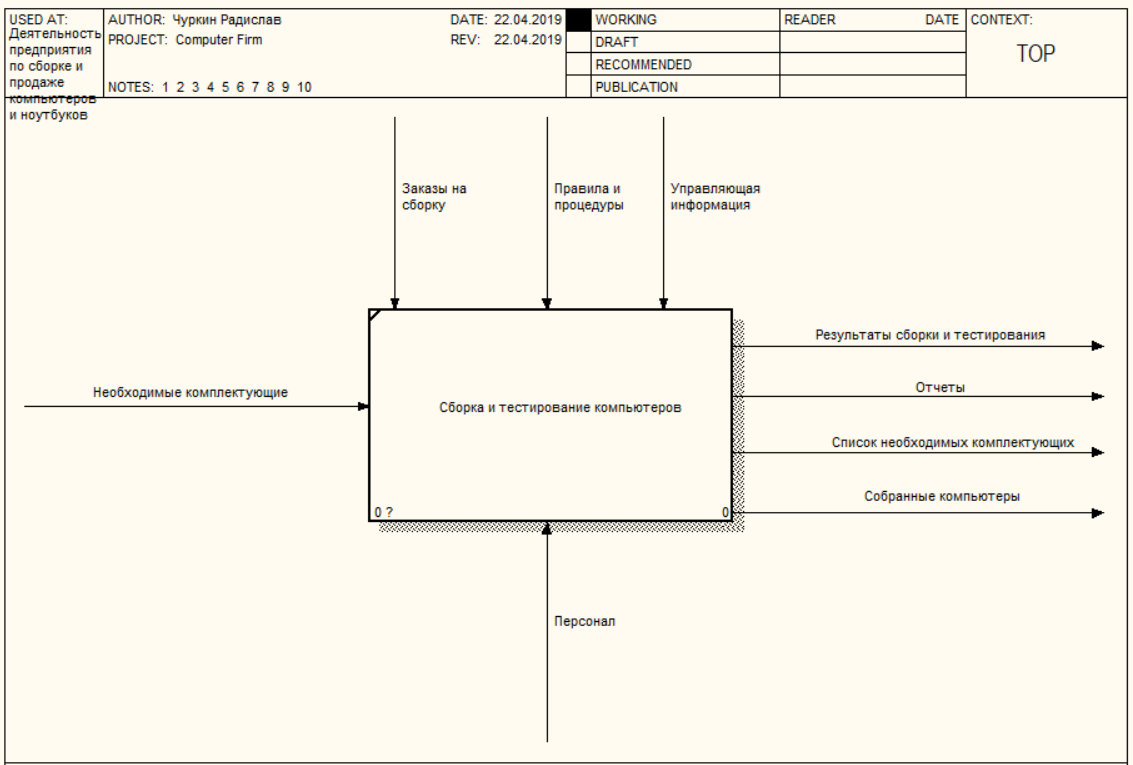 USED AT:
Деятельность
предприятия
по сборке и
продаже
компьютеров
и ноутбуков
AUTHOR: Чуркин Радислав
DATE: 22.04.2019
PROJECT: Computer Firm
REV: 22.04.2019
NOTES: 1 2 3 4 5 6 7 8 9 10
WORKING
DRAFT
RECOMMENDED
PUBLICATION
READER
DATE
CONTEXT:
TOP
Заказы на
сборку
Правила и
процедуры
Управляющая
информация
Результаты сборки и тестирования
Необходимые комплектующие
Отчеты
Сборка и тестирование компьютеров
Список необходимых комплектующих
Собранные компьютеры
0 ?
0
Персонал